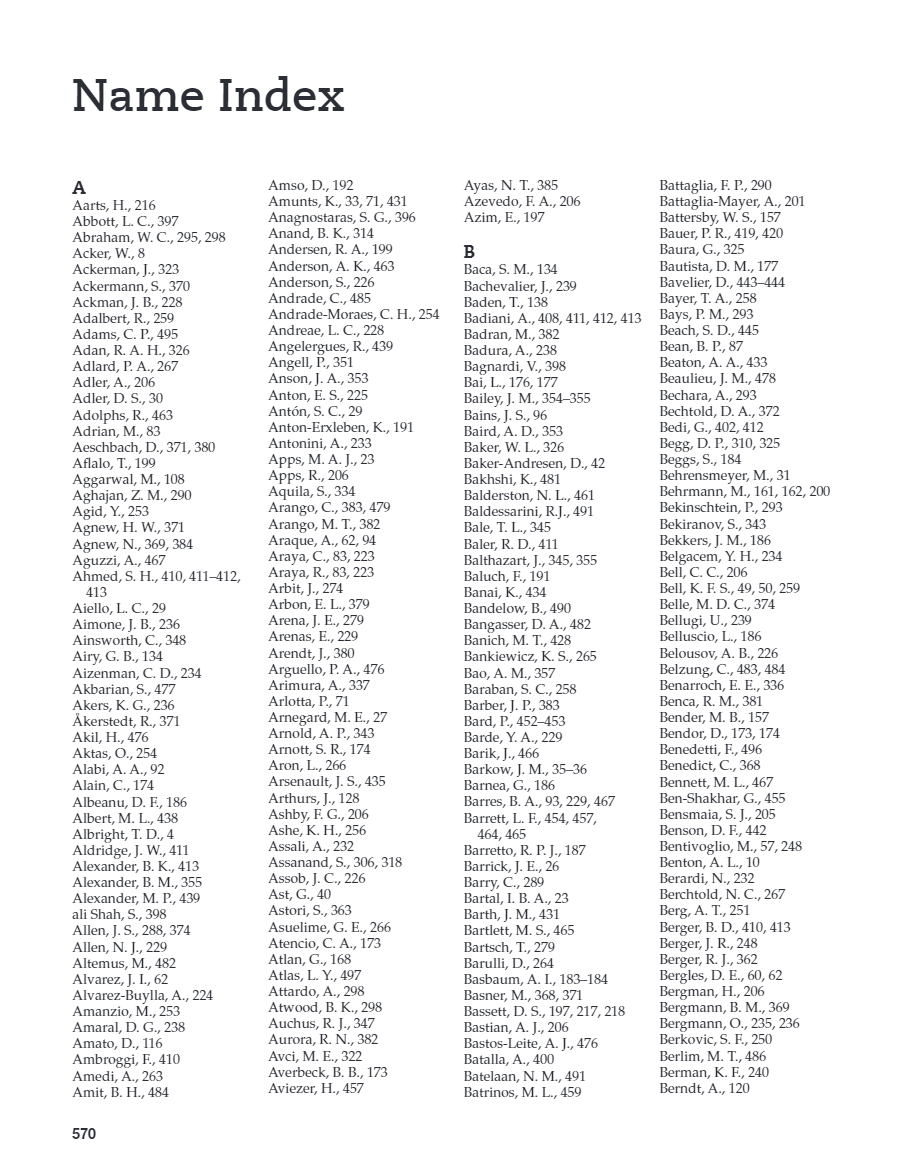 Name Index
A
Aarts, H., 216
Abbott, L. C., 397
Abraham, W. C., 295, 298
Acker, W., 8
Ackerman, J., 323
Ackermann, S., 370
Ackman, J. B., 228
Adalbert, R., 259
Adams, C. P., 495
Adan, R. A. H., 326
Adlard, P. A., 267
Adler, A., 206
Adler, D. S., 30
Adolphs, R., 463
Adrian, M., 83
Aeschbach, D., 371, 380
Aflalo, T., 199
Aggarwal, M., 108
Aghajan, Z. M., 290
Agid, Y., 253
Agnew, H. W., 371
Agnew, N., 369, 384
Aguzzi, A., 467
Ahmed, S. H., 410, 411–412,
413
Aiello, L. C., 29
Aimone, J. B., 236
Ainsworth, C., 348
Airy, G. B., 134
Aizenman, C. D., 234
Akbarian, S., 477
Akers, K. G., 236
Åkerstedt, R., 371
Akil, H., 476
Aktas, O., 254
Alabi, A. A., 92
Alain, C., 174
Albeanu, D. F., 186
Albert, M. L., 438
Albright, T. D., 4
Aldridge, J. W., 411
Alexander, B. K., 413
Alexander, B. M., 355
Alexander, M. P., 439
ali Shah, S., 398
Allen, J. S., 288, 374
Allen, N. J., 229
Altemus, M., 482
Alvarez, J. I., 62
Alvarez-Buylla, A., 224
Amanzio, M., 253
Amaral, D. G., 238
Amato, D., 116
Ambroggi, F., 410
Amedi, A., 263
Amit, B. H., 484
Amso, D., 192
Amunts, K., 33, 71, 431
Anagnostaras, S. G., 396
Anand, B. K., 314
Andersen, R. A., 199
Anderson, A. K., 463
Anderson, S., 226
Andrade, C., 485
Andrade-Moraes, C. H., 254
Andreae, L. C., 228
Angelergues, R., 439
Angell, P., 351
Anson, J. A., 353
Anton, E. S., 225
Antón, S. C., 29
Anton-Erxleben, K., 191
Antonini, A., 233
Apps, M. A. J., 23
Apps, R., 206
Aquila, S., 334
Arango, C., 383, 479
Arango, M. T., 382
Araque, A., 62, 94
Araya, C., 83, 223
Araya, R., 83, 223
Arbit, J., 274
Arbon, E. L., 379
Arena, J. E., 279
Arenas, E., 229
Arendt, J., 380
Arguello, P. A., 476
Arimura, A., 337
Arlotta, P., 71
Arnegard, M. E., 27
Arnold, A. P., 343
Arnott, S. R., 174
Aron, L., 266
Arsenault, J. S., 435
Arthurs, J., 128
Ashby, F. G., 206
Ashe, K. H., 256
Assali, A., 232
Assanand, S., 306, 318
Assob, J. C., 226
Ast, G., 40
Astori, S., 363
Asuelime, G. E., 266
Atencio, C. A., 173
Atlan, G., 168
Atlas, L. Y., 497
Attardo, A., 298
Atwood, B. K., 298
Auchus, R. J., 347
Aurora, R. N., 382
Avci, M. E., 322
Averbeck, B. B., 173
Aviezer, H., 457
Ayas, N. T., 385
Azevedo, F. A., 206
Azim, E., 197
B
Baca, S. M., 134
Bachevalier, J., 239
Baden, T., 138
Badiani, A., 408, 411, 412, 413
Badran, M., 382
Badura, A., 238
Bagnardi, V., 398
Bai, L., 176, 177
Bailey, J. M., 354–355
Bains, J. S., 96
Baird, A. D., 353
Baker, W. L., 326
Baker-Andresen, D., 42
Bakhshi, K., 481
Balderston, N. L., 461
Baldessarini, R.J., 491
Bale, T. L., 345
Baler, R. D., 411
Balthazart, J., 345, 355
Baluch, F., 191
Banai, K., 434
Bandelow, B., 490
Bangasser, D. A., 482
Banich, M. T., 428
Bankiewicz, K. S., 265
Bao, A. M., 357
Baraban, S. C., 258
Barber, J. P., 383
Bard, P., 452–453
Barde, Y. A., 229
Barik, J., 466
Barkow, J. M., 35–36
Barnea, G., 186
Barres, B. A., 93, 229, 467
Barrett, L. F., 454, 457,
464, 465
Barretto, R. P. J., 187
Barrick, J. E., 26
Barry, C., 289
Bartal, I. B. A., 23
Barth, J. M., 431
Bartlett, M. S., 465
Bartsch, T., 279
Barulli, D., 264
Basbaum, A. I., 183–184
Basner, M., 368, 371
Bassett, D. S., 197, 217, 218
Bastian, A. J., 206
Bastos-Leite, A. J., 476
Batalla, A., 400
Batelaan, N. M., 491
Batrinos, M. L., 459
Battaglia, F. P., 290
Battaglia-Mayer, A., 201
Battersby, W. S., 157
Bauer, P. R., 419, 420
Baura, G., 325
Bautista, D. M., 177
Bavelier, D., 443–444
Bayer, T. A., 258
Bays, P. M., 293
Beach, S. D., 445
Bean, B. P., 87
Beaton, A. A., 433
Beaulieu, J. M., 478
Bechara, A., 293
Bechtold, D. A., 372
Bedi, G., 402, 412
Begg, D. P., 310, 325
Beggs, S., 184
Behrensmeyer, M., 31
Behrmann, M., 161, 162, 200
Bekinschtein, P., 293
Bekiranov, S., 343
Bekkers, J. M., 186
Belgacem, Y. H., 234
Bell, C. C., 206
Bell, K. F. S., 49, 50, 259
Belle, M. D. C., 374
Bellugi, U., 239
Belluscio, L., 186
Belousov, A. B., 226
Belzung, C., 483, 484
Benarroch, E. E., 336
Benca, R. M., 381
Bender, M. B., 157
Bendor, D., 173, 174
Benedetti, F., 496
Benedict, C., 368
Bennett, M. L., 467
Ben-Shakhar, G., 455
Bensmaia, S. J., 205
Benson, D. F., 442
Bentivoglio, M., 57, 248
Benton, A. L., 10
Berardi, N., 232
Berchtold, N. C., 267
Berg, A. T., 251
Berger, B. D., 410, 413
Berger, J. R., 248
Berger, R. J., 362
Bergles, D. E., 60, 62
Bergman, H., 206
Bergmann, B. M., 369
Bergmann, O., 235, 236
Berkovic, S. F., 250
Berlim, M. T., 486
Berman, K. F., 240
Berndt, A., 120
570